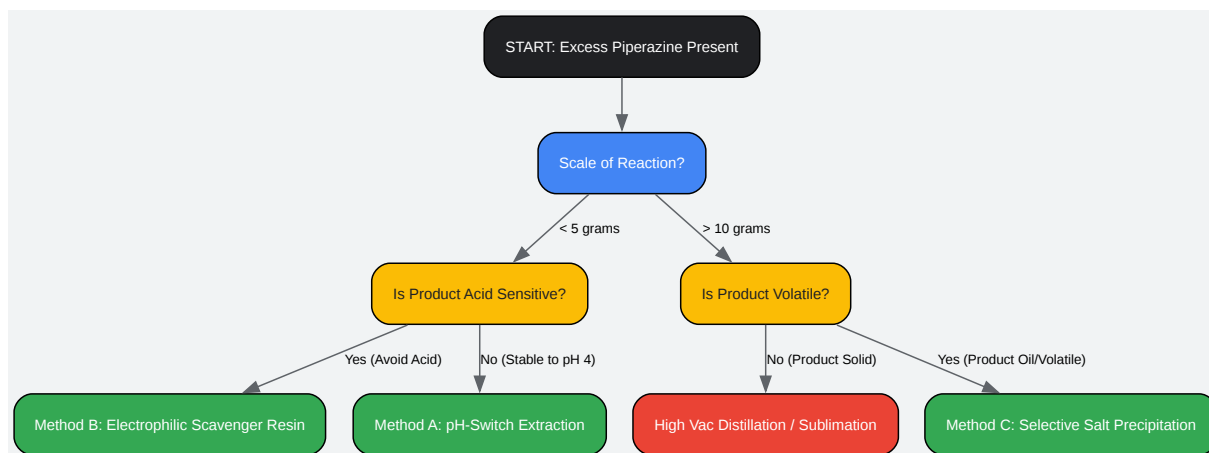 START: Excess Piperazine Present
Scale of Reaction?
< 5 grams
> 10 grams
Is Product Acid Sensitive?
Is Product Volatile?
Yes (Avoid Acid)
No (Stable to pH 4)
No (Product Solid)
Yes (Product Oil/Volatile)
Method B: Electrophilic Scavenger Resin
Method A: pH-Switch Extraction
High Vac Distillation / Sublimation
Method C: Selective Salt Precipitation